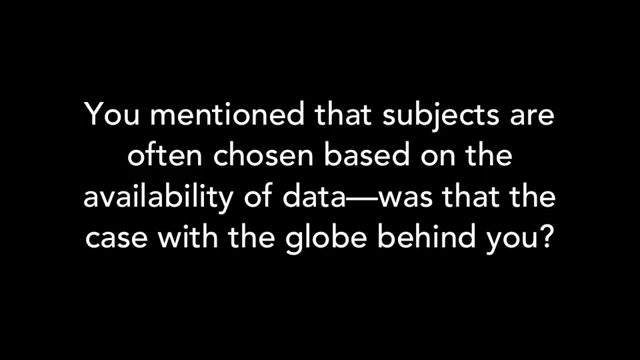 You mentioned that subjects are
often chosen based on the
availability of data—was that the
case with the globe behind you?